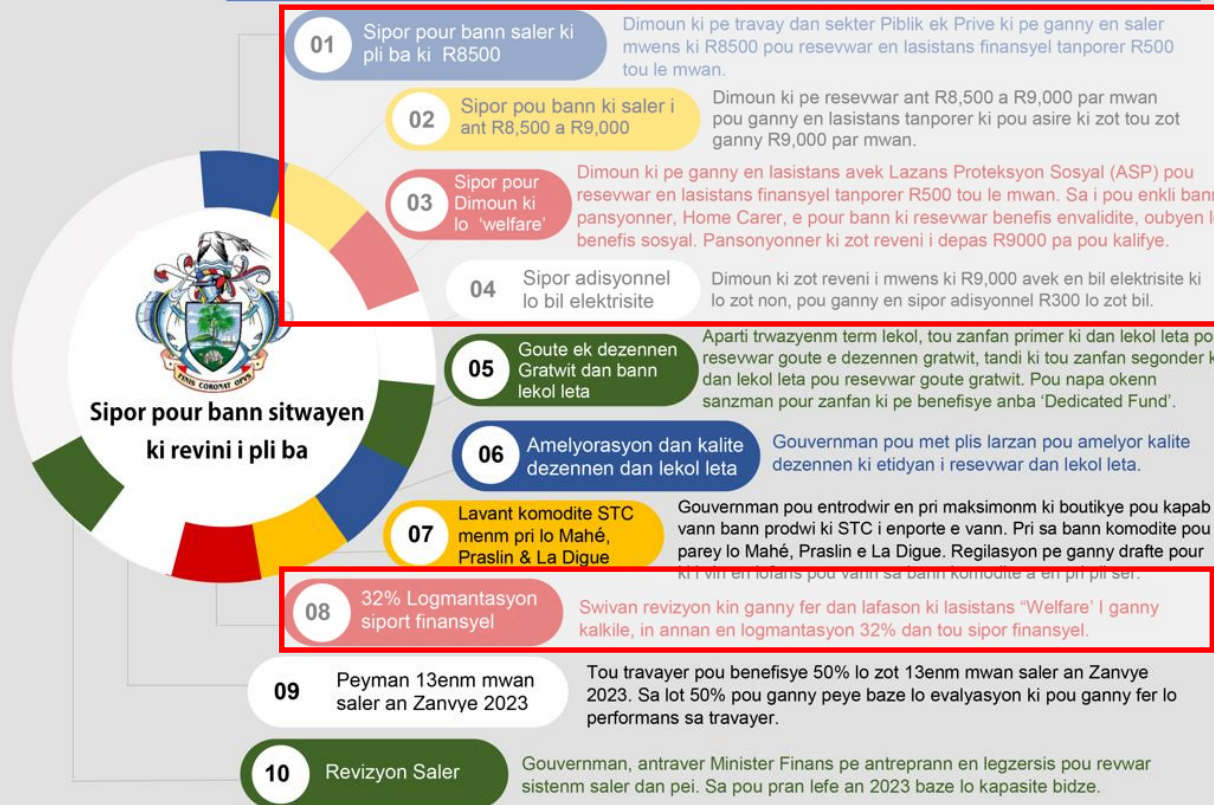 01
Sipor pour bann saler ki
pli ba ki R8500
Dimoun ki pe travay dan sekter Piblik ek Prive ki pe ganny en saler
mwens ki R8500 pou resevwar en lasistans finansyel tanporer R500
tou le mwan.
02
Sipor pou bann ki saler i
ant R8,500 a R9,000
Dimoun ki pe resevwar ant R8,500 a R9,000 par mwan
pou ganny en lasistans tanporer ki pou asire ki zot tou zot
ganny R9,000 par mwan.
03
Sipor pour
Dimoun ki
lo ‘welfare’
Dimoun ki pe ganny en lasistans avek Lazans Proteksyon Sosyal (ASP) pou
resevwar en lasistans finansyel tanporer R500 tou le mwan. Sa i pou enkli bann
pansyonner, Home Carer, e pour bann ki resevwar benefis envalidite, oubyen
benefis sosyal. Pansonyonner ki zot reveni i depas R9000 pa pou kalifye.
04
Sipor adisyonnel
lo bil elektrisite
Dimoun ki zot reveni i mwens ki R9,000 avek en bil elektrisite ki
lo zot non, pou ganny en sipor adisyonnel R300 lo zot bil.
FINIS CORONAT OPUS
Sipor pour bann sitwayen
ki revini i pli ba
05
Goute ek dezennen
Gratwit dan bann
lekol leta
Aparti trwazyenm term lekol, tou zanfan primer ki dan lekol leta
resevwar goute e dezennen gratwit, tandi ki tou zanfan segonder
dan lekol leta pou resevwar goute gratwit. Pou napa okenn
sanzman pour zanfan ki pe benefisye anba ‘Dedicated Fund’.
06
Amelyorasyon dan kalite
dezennen dan lekol leta
Gouvernman pou met plis larzan pou amelyor kalite
dezennen ki etidyan i resevwar dan lekol leta.
07
Lavant komodite STC
menm pri lo Mahé,
Praslin & La Digue
Gouvernman pou entrodwir en pri maksimonm ki boutikye pou kapab
vann bann prodwi ki STC i enporte e vann. Pri sa bann komodite pou
parey lo Mahé, Praslin e La Digue. Regilasyon pe ganny drafte pour
ki i vin en lofans pou vann sa bann komodite a en pri pli ser.
08
32% Logmantasyon
siport finansyel
Swivan revizyon kin ganny fer dan lafason ki lasistans “Welfare’ I ganny
kalkile, in annan en logmantasyon 32% dan tou sipor finansyel.
09
Peyman 13enm mwan
saler an Zanvye 2023
Tou travayer pou benefisye 50% lo zot 13enm mwan saler an Zanvye
2023. Sa lot 50% pou ganny peye baze lo evalyasyon ki pou ganny fer lo
performans sa travayer.
10
Revizyon Saler
Gouvernman, antraver Minister Finans pe antreprann en legzersis pou revwar
sistenm saler dan pei. Sa pou pran lefe an 2023 baze lo kapasite bidze.